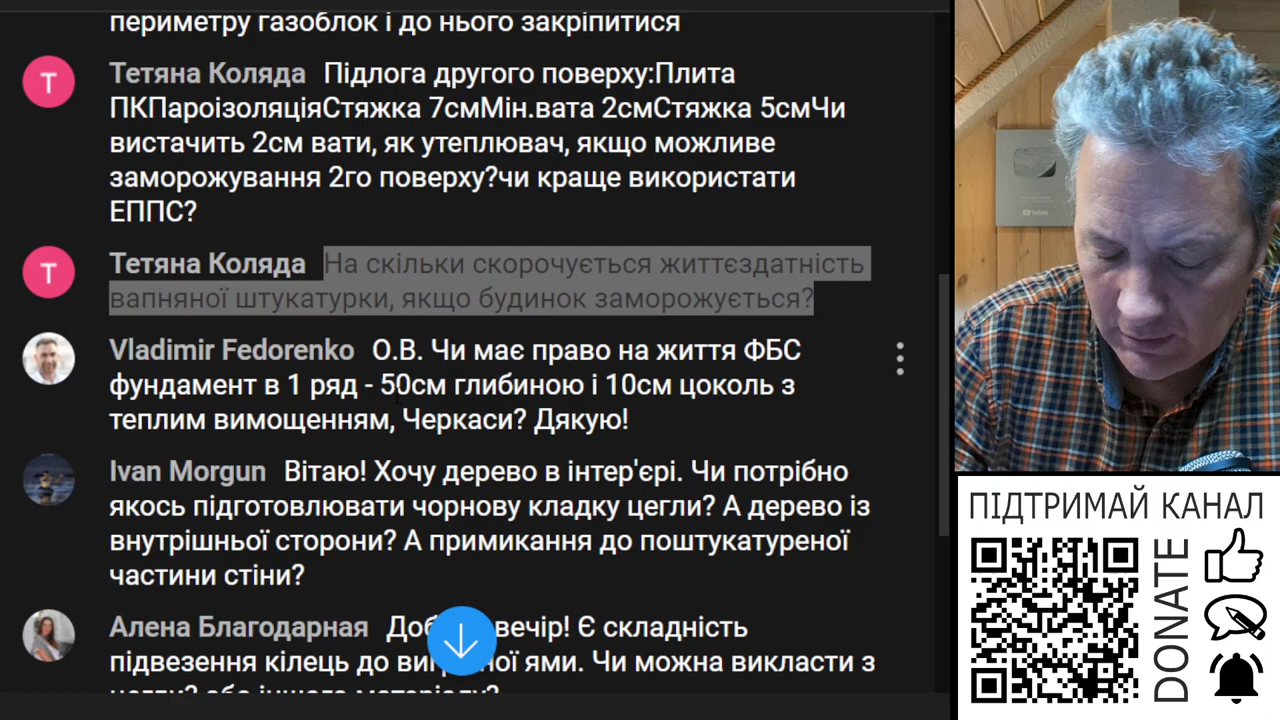 периметру газоблок і до нього закріпитися
Т
Тетяна Коляда Підлога другого поверху:Плита
ПКПароізоляціяСтяжка 7смМін.вата 2смСтяжка 5смЧи
вистачить 2см вати, як утеплювач, якщо можливе
заморожування 2го поверху?чи краще використати
ЕППС?
Т
Тетяна Коляда На скільки скорочується життєздатність
вапняної штукатурки, якщо будинок заморожується?
Vladimir Fedorenko О.В. Чи має право на життя ФБС
фундамент в 1 ряд - 50см глибиною і 10см цоколь з
теплим вимощенням, Черкаси? Дякую!
Ivan Morgun Вітаю! Хочу дерево в інтер'єрі. Чи потрібно
якось підготовлювати чорнову кладку цегли? А дерево із
внутрішньої сторони? А примикання до поштукатуреної
частини стіни?
Алена Благодарная вечір! Є складність
підвезення кілець до ями. Чи можна викласти з
ПІДТРИМАЙ КАНАЛ
DONATE